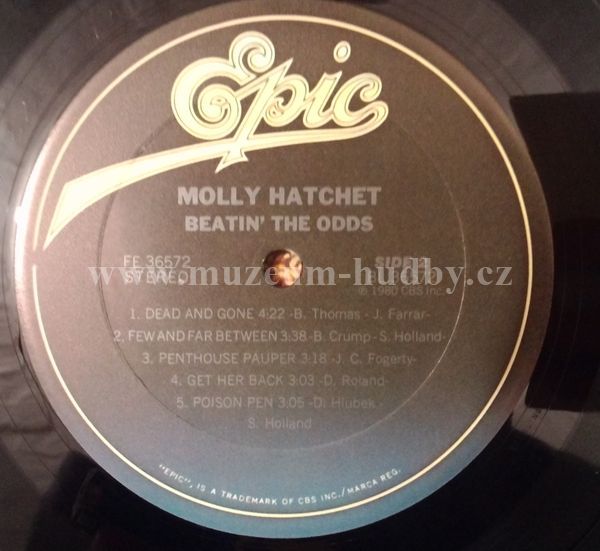 Epic
MOLLY HATCHET
BEATIN' THE ODDS
FE 36572
STEREO
SIDE 2
© 1980 CBS Inc.
www.muzeum-hudby.cz
1. DEAD AND GONE 4:22 -B. Thomas - J. Farrar-
2. FEW AND FAR BETWEEN 3:38 -B. Crump -S. Holland-
3. PENTHOUSE PAUPER 3:18 -J. C. Fogerty-
4. GET HER BACK 3:03 -D. Roland-
5. POISON PEN 3:05 -D. Hlubek-
S. Holland
"EPIC", IS A TRADEMARK OF CBS INC./MARCA REG.